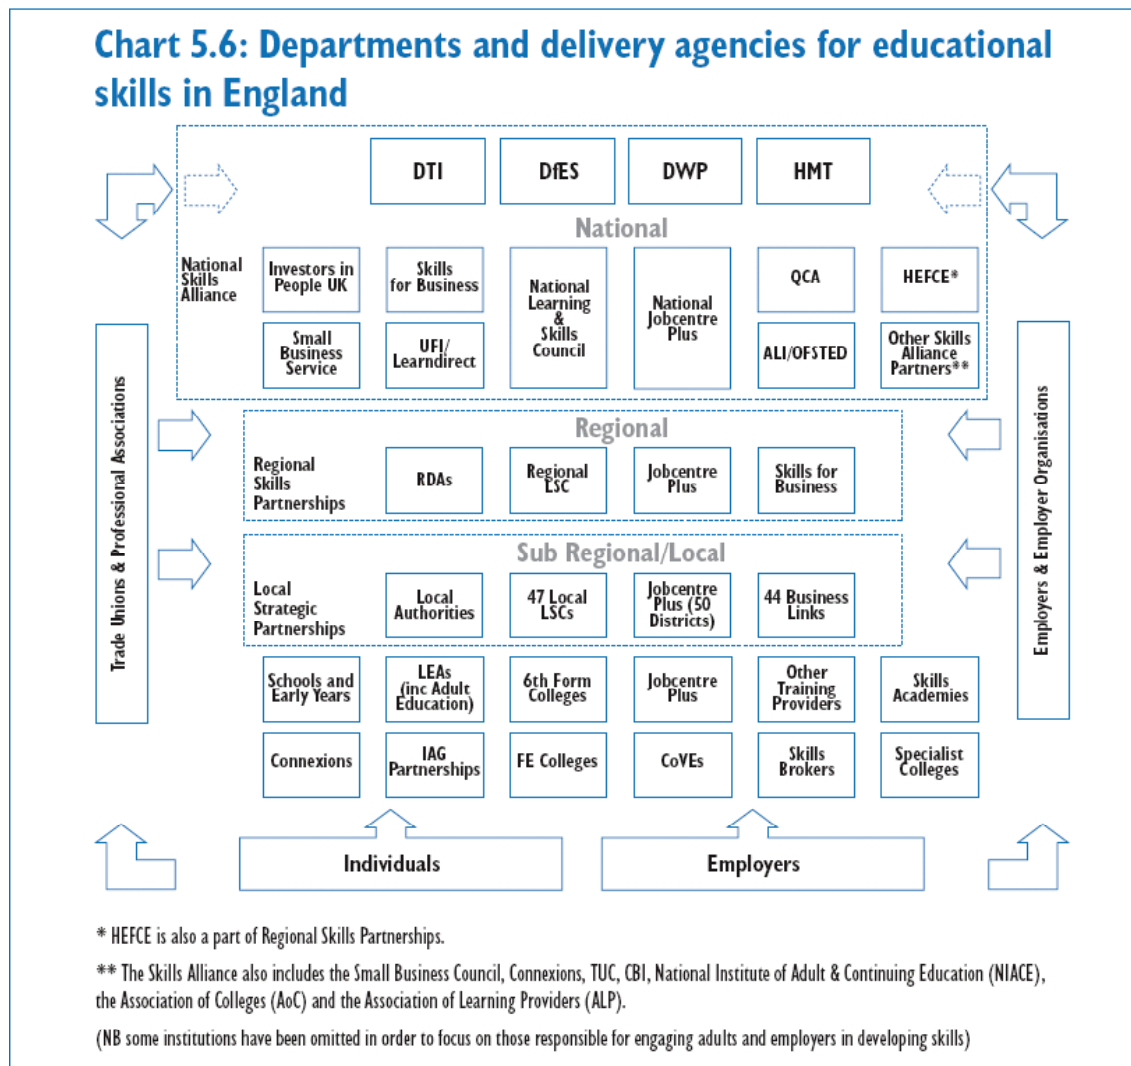 Chart 5.6: Departments and delivery agencies for educational
skills in England
DTI
DfES
DWP
HMT
National
National
Skills
Alliance
Investors in
People UK
Skills
for Business
National
Learning
&
Skills
Council
National
Jobcentre
Plus
QCA
HEFCE*
Small
Business
Service
UFI/
Learndirect
ALI/OFSTED
Other Skills
Alliance
Partners**
Trade Unions & Professional Associations
Employers & Employer Organisations
Regional
Regional
Skills
Partnerships
RDAs
Regional
LSC
Jobcentre
Plus
Skills for
Business
Sub Regional/Local
Local
Strategic
Partnerships
Local
Authorities
47 Local
LSCs
Jobcentre
Plus (50
Districts)
44 Business
Links
Schools and
Early Years
LEAs
(inc Adult
Education)
6th Form
Colleges
Jobcentre
Plus
Other
Training
Providers
Skills
Academies
Connexions
IAG
Partnerships
FE Colleges
CoVEs
Skills
Brokers
Specialist
Colleges
Individuals
Employers
* HEFCE is also a part of Regional Skills Partnerships.
** The Skills Alliance also includes the Small Business Council, Connexions, TUC, CBI, National Institute of Adult & Continuing Education (NIACE),
the Association of Colleges (AoC) and the Association of Learning Providers (ALP).
(NB some institutions have been omitted in order to focus on those responsible for engaging adults and employers in developing skills)